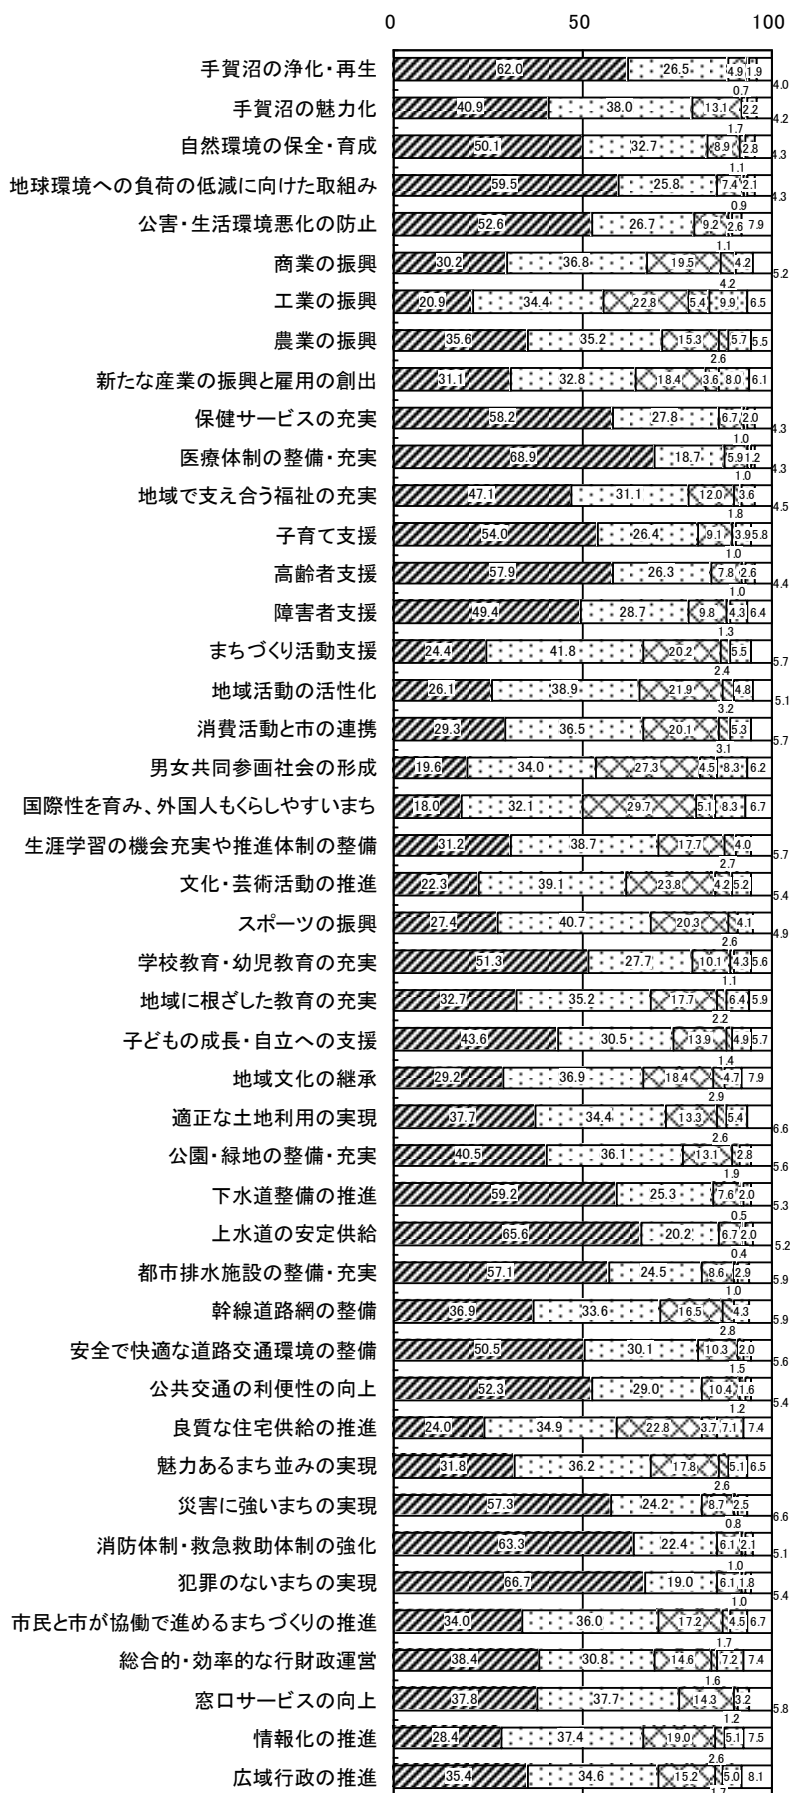 0 50 100
手賀沼の浄化・再生 62.0 26.5 4.9 1.9
0.7 4.0
手賀沼の魅力化 40.9 38.0 13.1 2.2
1.7 4.2
自然環境の保全・育成 50.1 32.7 8.9 2.8
1.1 4.3
地球環境への負荷の低減に向けた取組み 59.5 25.8 7.4 2.1
0.9 4.3
公害・生活環境悪化の防止 52.6 26.7 9.2 2.6 7.9
1.1
商業の振興 30.2 36.8 19.5 4.2
4.2 5.2
工業の振興 20.9 34.4 22.8 5.4 9.9 6.5
農業の振興 35.6 35.2 15.3 5.7 5.5
2.6
新たな産業の振興と雇用の創出 31.1 32.8 18.4 3.6 8.0 6.1
保健サービスの充実 58.2 27.8 6.7 2.0
1.0 4.3
医療体制の整備・充実 68.9 18.7 5.9 1.2
1.0 4.3
地域で支え合う福祉の充実 47.1 31.1 12.0 3.6
1.8 4.5
子育て支援 54.0 26.4 9.1 3.9 5.8
1.0
高齢者支援 57.9 26.3 7.8 2.6
1.0 4.4
障害者支援 49.4 28.7 9.8 4.3 6.4
1.3
まちづくり活動支援 24.4 41.8 20.2 5.5
2.4 5.7
地域活動の活性化 26.1 38.9 21.9 4.8
3.2 5.1
消費活動と市の連携 29.3 36.5 20.1 5.3
3.1 5.7
男女共同参画社会の形成 19.6 34.0 27.3 4.5 8.3 6.2
国際性を育み、外国人もくらしやすいまち 18.0 32.1 29.7 5.1 8.3 6.7
生涯学習の機会充実や推進体制の整備 31.2 38.7 17.7 4.0
2.7 5.7
文化・芸術活動の推進 22.3 39.1 23.8 4.2 5.2
5.4
スポーツの振興 27.4 40.7 20.3 4.1
2.6 4.9
学校教育・幼児教育の充実 51.3 27.7 10.1 4.3 5.6
1.1
地域に根ざした教育の充実 32.7 35.2 17.7 6.4 5.9
2.2
子どもの成長・自立への支援 43.6 30.5 13.9 4.9 5.7
1.4
地域文化の継承 29.2 36.9 18.4 4.7 7.9
2.9
適正な土地利用の実現 37.7 34.4 13.3 5.4
2.6 6.6
公園・緑地の整備・充実 40.5 36.1 13.1 2.8
1.9 5.6
下水道整備の推進 59.2 25.3 7.6 2.0
0.5 5.3
上水道の安定供給 65.6 20.2 6.7 2.0
0.4 5.2
都市排水施設の整備・充実 57.1 24.5 8.6 2.9
1.0 5.9
幹線道路網の整備 36.9 33.6 16.5 4.3
2.8 5.9
安全で快適な道路交通環境の整備 50.5 30.1 10.3 2.0
1.5 5.6
公共交通の利便性の向上 52.3 29.0 10.4 1.6
1.2 5.4
良質な住宅供給の推進 24.0 34.9 22.8 3.7 7.1 7.4
魅力あるまち並みの実現 31.8 36.2 17.8 5.1 6.5
2.6
災害に強いまちの実現 57.3 24.2 8.7 2.5
0.8 6.6
消防体制・救急救助体制の強化 63.3 22.4 6.1 2.1
1.0 5.1
犯罪のないまちの実現 66.7 19.0 6.1 1.8
1.0 5.4
市民と市が協働で進めるまちづくりの推進 34.0 36.0 17.2 4.5 6.7
1.7
総合的・効率的な行財政運営 38.4 30.8 14.6 7.2 7.4
1.6
窓口サービスの向上 37.8 37.7 14.3 3.2
1.2 5.8
情報化の推進 28.4 37.4 19.0 5.1 7.5
2.6
広域行政の推進 35.4 34.6 15.2 5.0 8.1
1.7